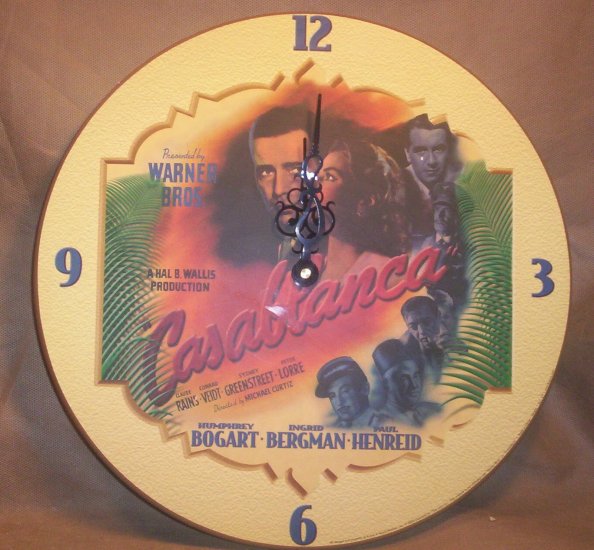 12
Presented by
WARNER
BROS.
9
3
A HAL B. WALLIS
PRODUCTION
"Casablanca"
CLAUDE CONRAD SYDNEY PETER
RAINS · VEIDT · GREENSTREET · LORRE
Directed by MICHAEL CURTIZ
HUMPHREY INGRID PAUL
BOGART · BERGMAN · HENREID
6